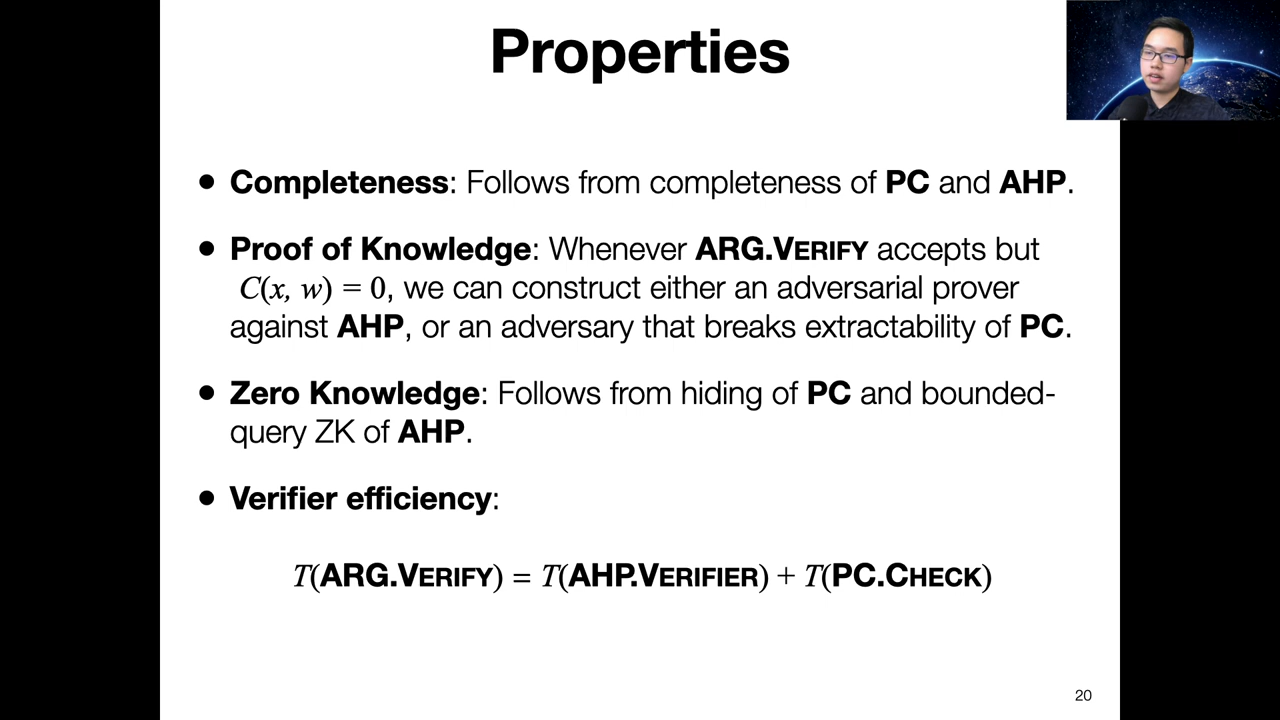 Properties
• Completeness: Follows from completeness of PC and AHP.
• Proof of Knowledge: Whenever ARG.VERIFY accepts but
C(x, w) = 0, we can construct either an adversarial prover
against AHP, or an adversary that breaks extractability of PC.
• Zero Knowledge: Follows from hiding of PC and bounded-
query ZK of AHP.
• Verifier efficiency:
T(ARG.VERIFY) = T(AHP.VERIFIER) + T(PC.CHECK)
20